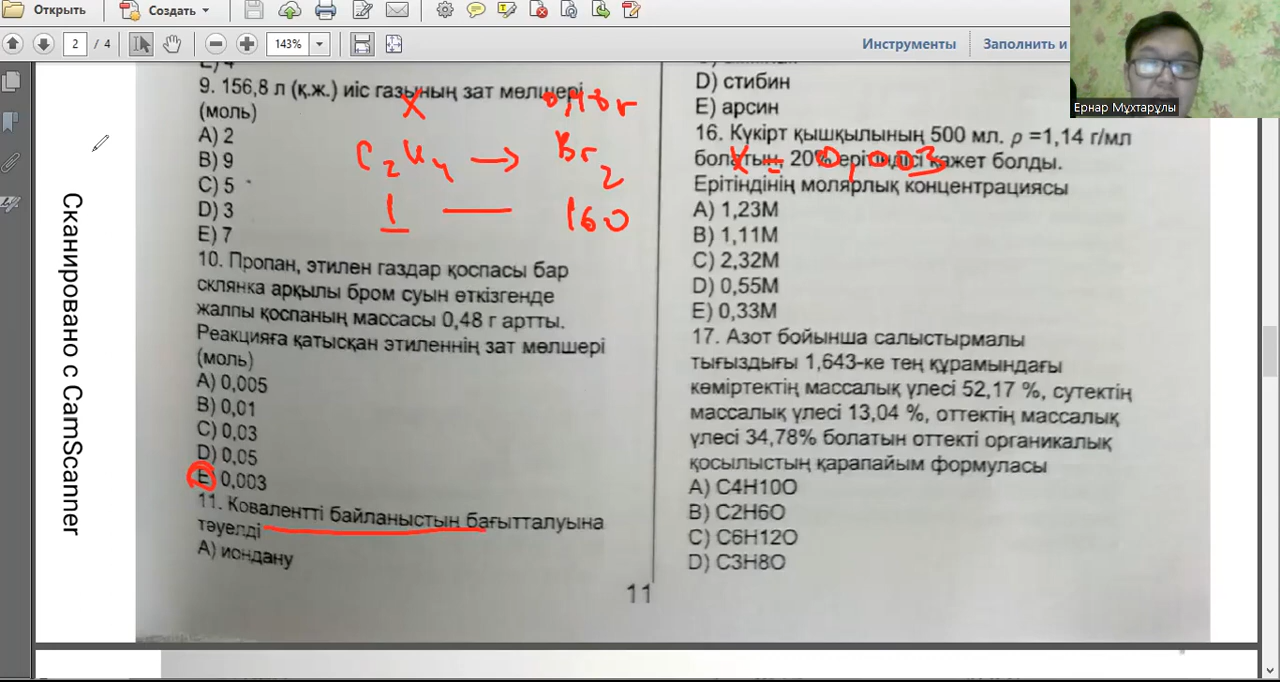 Открыть
Создать
2 / 4
143%
Инструменты
Заполнить и
Ернар Мұхтарұлы
Сканировано с CamScanner
9. 156,8 л (қ.ж.) иіс газының зат мөлшері
(моль)
A) 2
B) 9
C) 5
D) 3
E) 7
X 0,48г
C2H4 → Br2
1 — 160
10. Пропан, этилен газдар қоспасы бар
склянка арқылы бром суын өткізгенде
жалпы қоспаның массасы 0,48 г артты.
Реакцияға қатысқан этиленнің зат мөлшері
(моль)
A) 0,005
B) 0,01
C) 0,03
D) 0,05
E) 0,003
11. Ковалентті байланыстың бағытталуына
тәуелді
A) иондану
D) стибин
E) арсин
16. Күкірт қышқылының 500 мл. ρ =1,14 г/мл
болатын, 20% ерітіндісі қажет болды.
X = 0,003
Ерітіндінің молярлық концентрациясы
A) 1,23М
B) 1,11М
C) 2,32М
D) 0,55М
E) 0,33М
17. Азот бойынша салыстырмалы
тығыздығы 1,643-ке тең құрамындағы
көміртектің массалық үлесі 52,17 %, сутектің
массалық үлесі 13,04 %, оттектің массалық
үлесі 34,78% болатын оттекті органикалық
қосылыстың қарапайым формуласы
A) C4H10O
B) C2H6O
C) C6H12O
D) C3H8O
11